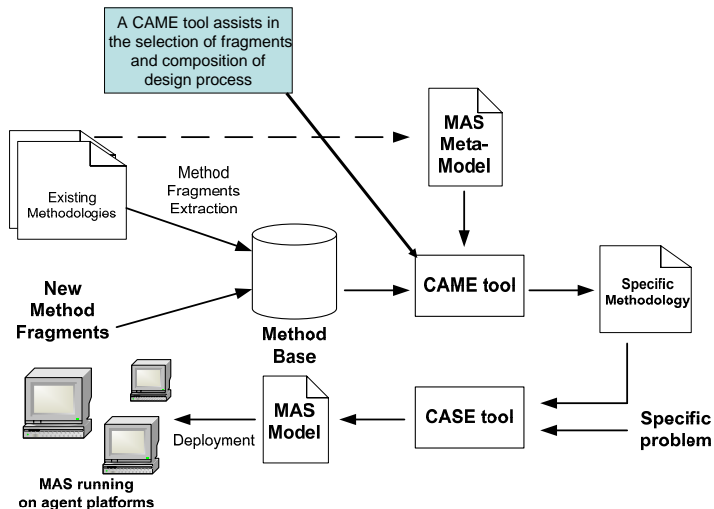 A CAME tool assists in
the selection of fragments
and composition of
design process
MAS
Meta-
Model
Existing
Methodologies
Method
Fragments
Extraction
New
Method
Fragments
Method
Base
CAME tool
Specific
Methodology
MAS running
on agent platforms
Deployment
MAS
Model
CASE tool
Specific
problem